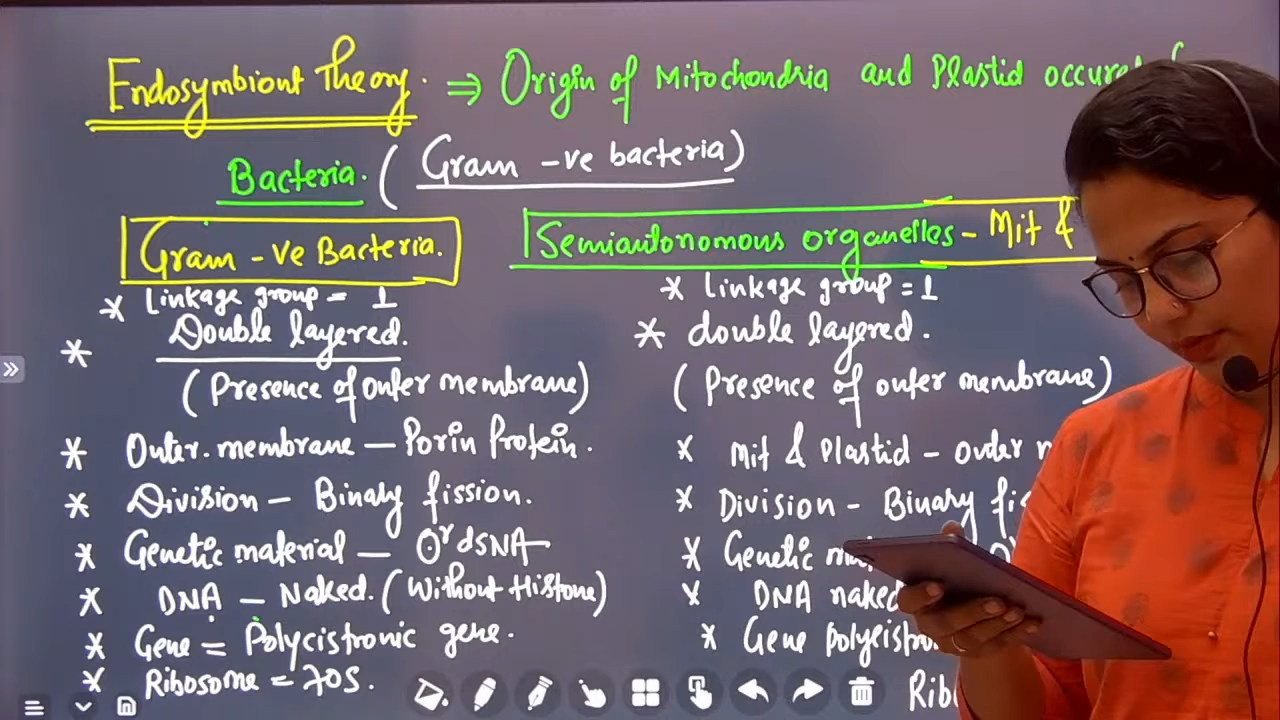 Endosymbiont Theory. ⇒ Origin of Mitochondria and Plastid occured
Bacteria. (Gram -ve bacteria)
Gram -ve Bacteria.
* Linkage group = 1
* Double layered.
(Presence of outer membrane)
* Outer. membrane — Porin Protein.
* Division — Binary fission.
* Genetic material — Or dsNA
* DNA — Naked. (Without Histone)
* Gene = Polycistronic gene.
* Ribosome = 70S.
Semiautonomous organelles - Mit &
* Linkage group = 1
* double layered.
(Presence of outer membrane)
* Mit & Plastid - outer
* Division - Binary
* Genetic
* DNA naked
* Gene